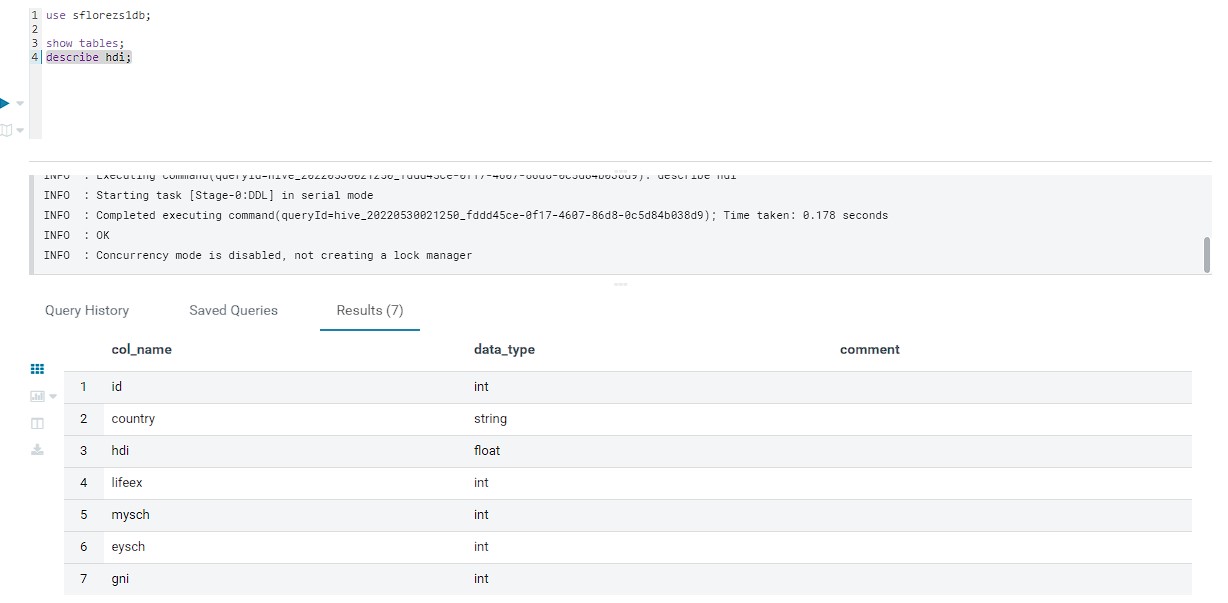 1 use sflorezs1db;
2
3 show tables;
4 describe hdi;
INFO : Executing command(queryId=hive_20220530021250_fddd45ce-0f17-4607-86d8-0c5d84b038d9): describe hdi
INFO : Starting task [Stage-0:DDL] in serial mode
INFO : Completed executing command(queryId=hive_20220530021250_fddd45ce-0f17-4607-86d8-0c5d84b038d9); Time taken: 0.178 seconds
INFO : OK
INFO : Concurrency mode is disabled, not creating a lock manager
Query History Saved Queries Results (7)
col_name data_type comment
1 id int
2 country string
3 hdi float
4 lifeex int
5 mysch int
6 eysch int
7 gni int